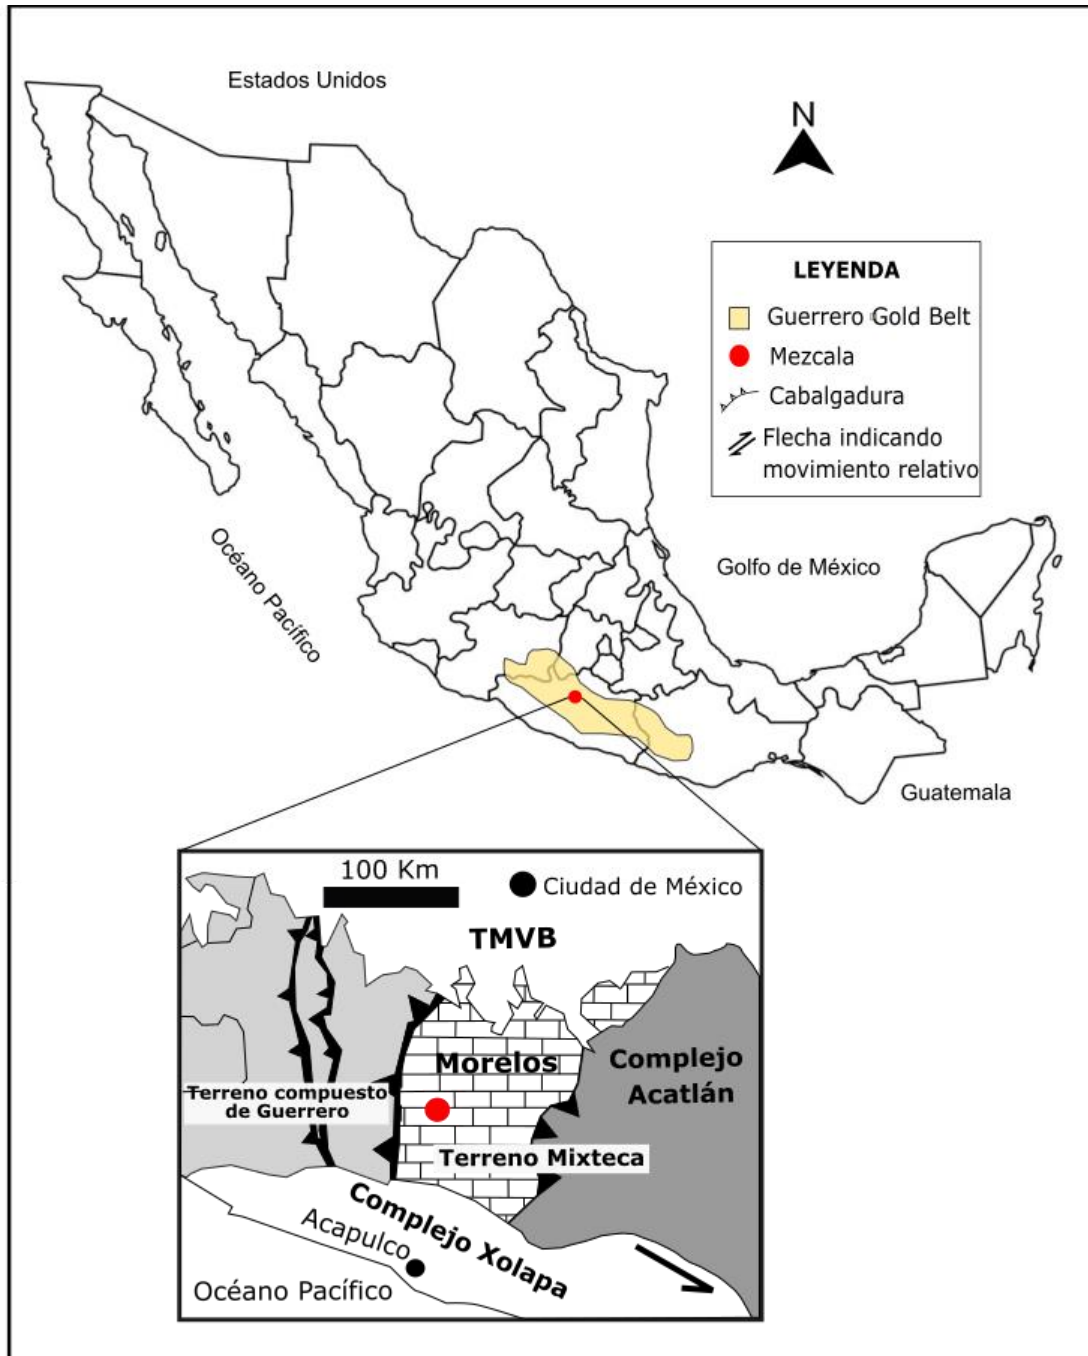 Estados Unidos
N
LEYENDA
Guerrero Gold Belt
Mezcala
Cabalgadura
Flecha indicando
movimiento relativo
Océano Pacífico
Golfo de México
Guatemala
100 Km
Ciudad de México
TMVB
Morelos
Complejo
Acatlán
Terreno compuesto
de Guerrero
Terreno Mixteca
Complejo Xolapa
Acapulco
Océano Pacífico